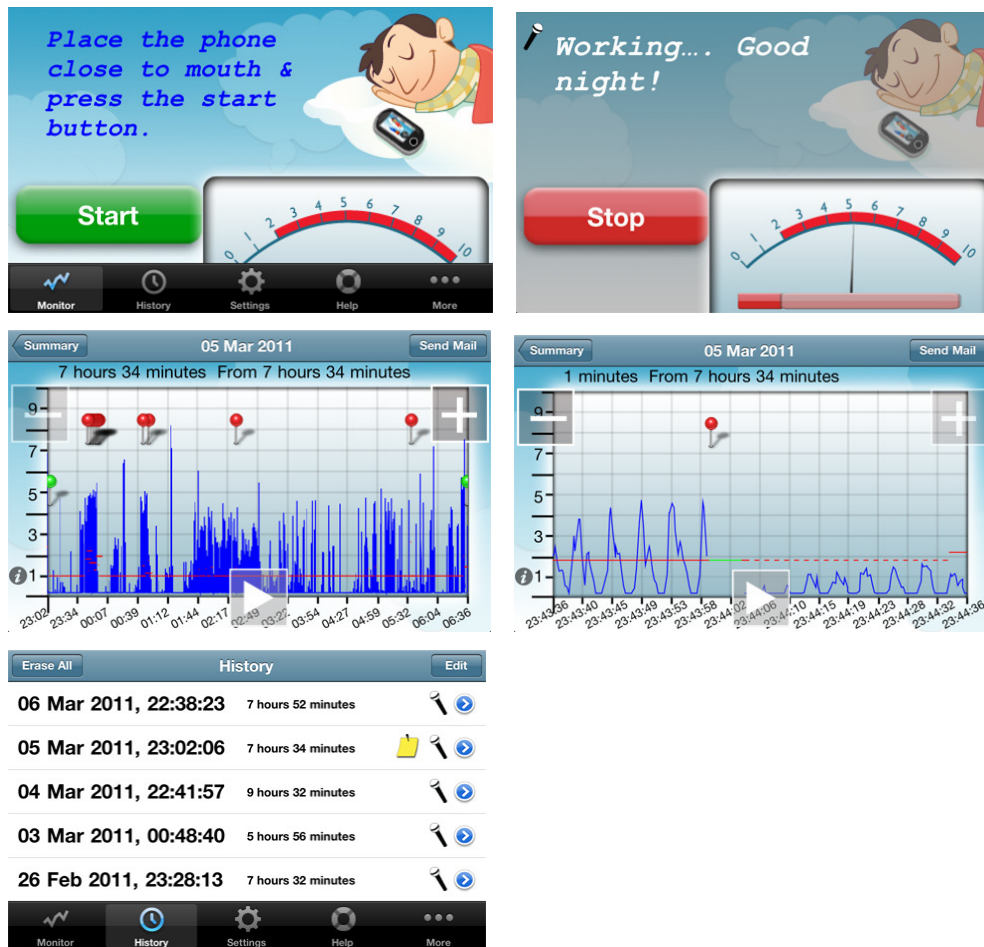 Place the phone
close to mouth &
press the start
button.
Start
0 1 2 3 4 5 6 7 8 9 10
Monitor History Settings Help More
Working.... Good
night!
Stop
0 1 2 3 4 5 6 7 8 9 10
Summary 05 Mar 2011 Send Mail
7 hours 34 minutes From 7 hours 34 minutes
9
7
5
3
1
i
23:02 23:34 00:07 00:39 01:12 01:44 02:17 02:49 03:22 03:54 04:27 04:59 05:32 06:04 06:36
Summary 05 Mar 2011 Send Mail
1 minutes From 7 hours 34 minutes
9
7
5
3
1
i
23:43:36 23:43:40 23:43:45 23:43:49 23:43:53 23:43:58 23:44:02 23:44:06 23:44:10 23:44:15 23:44:19 23:44:23 23:44:28 23:44:32 23:44:36
Erase All History Edit
06 Mar 2011, 22:38:23 7 hours 52 minutes
05 Mar 2011, 23:02:06 7 hours 34 minutes
04 Mar 2011, 22:41:57 9 hours 32 minutes
03 Mar 2011, 00:48:40 5 hours 56 minutes
26 Feb 2011, 23:28:13 7 hours 32 minutes
Monitor History Settings Help More